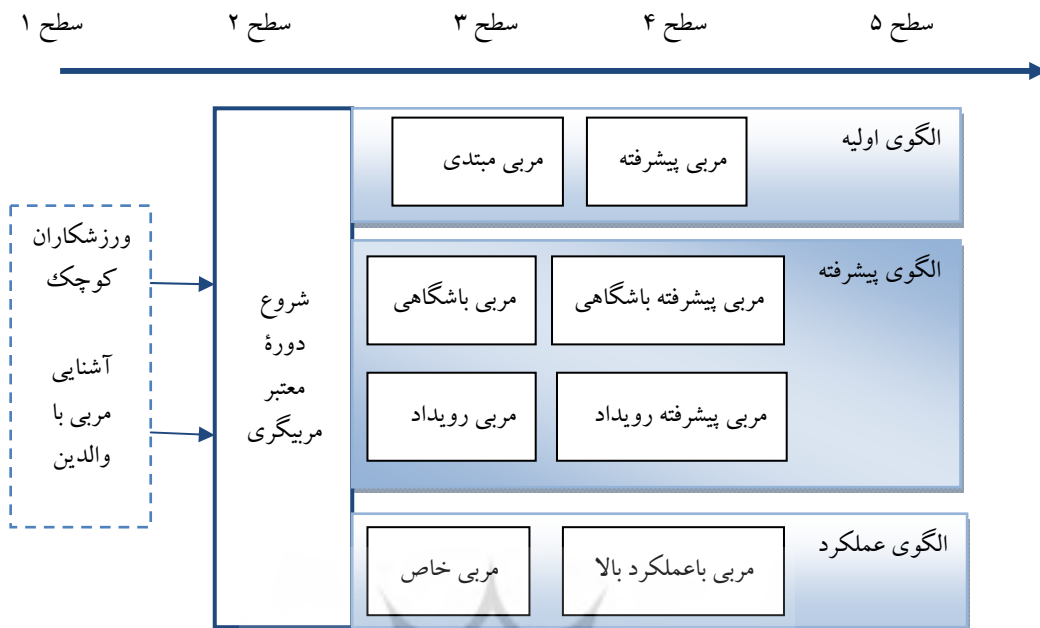 سطح ۱
سطح ۲
سطح ۳
سطح ۴
سطح ۵
ورزشکاران
کوچک
آشنایی
مربی با
والدین
شروع
دورهٔ
معتبر
مربیگری
الگوی اولیه
مربی مبتدی
مربی پیشرفته
الگوی پیشرفته
مربی باشگاهی
مربی پیشرفته باشگاهی
مربی رویداد
مربی پیشرفته رویداد
الگوی عملکرد
مربی خاص
مربی باعملکرد بالا